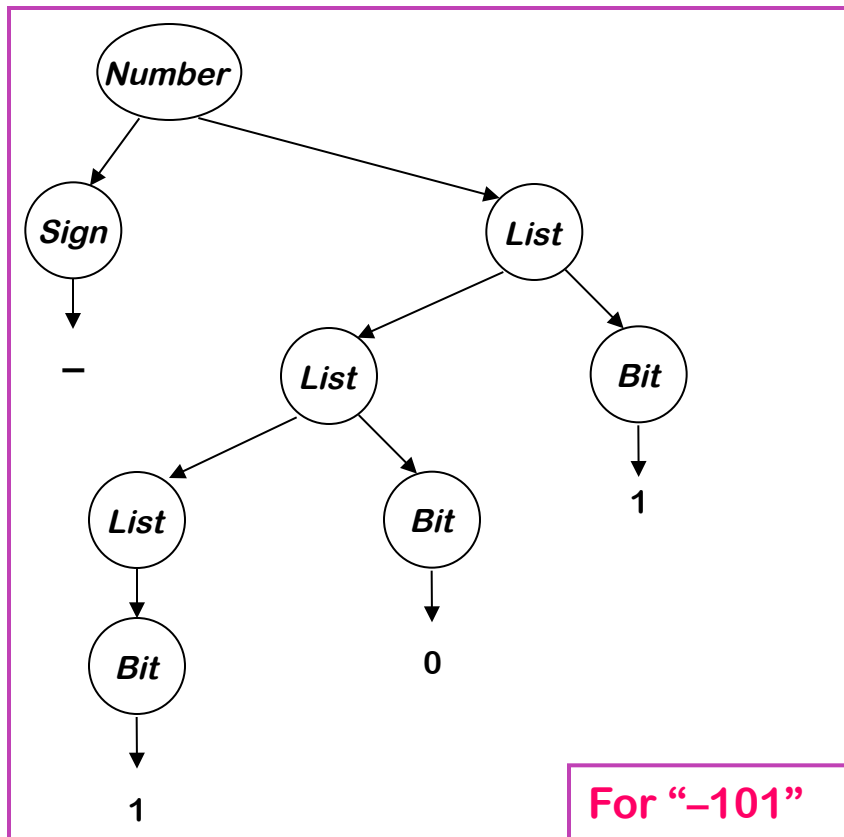 Number
Sign
List
–
List
Bit
1
List
Bit
Bit
0
1
For “–101”